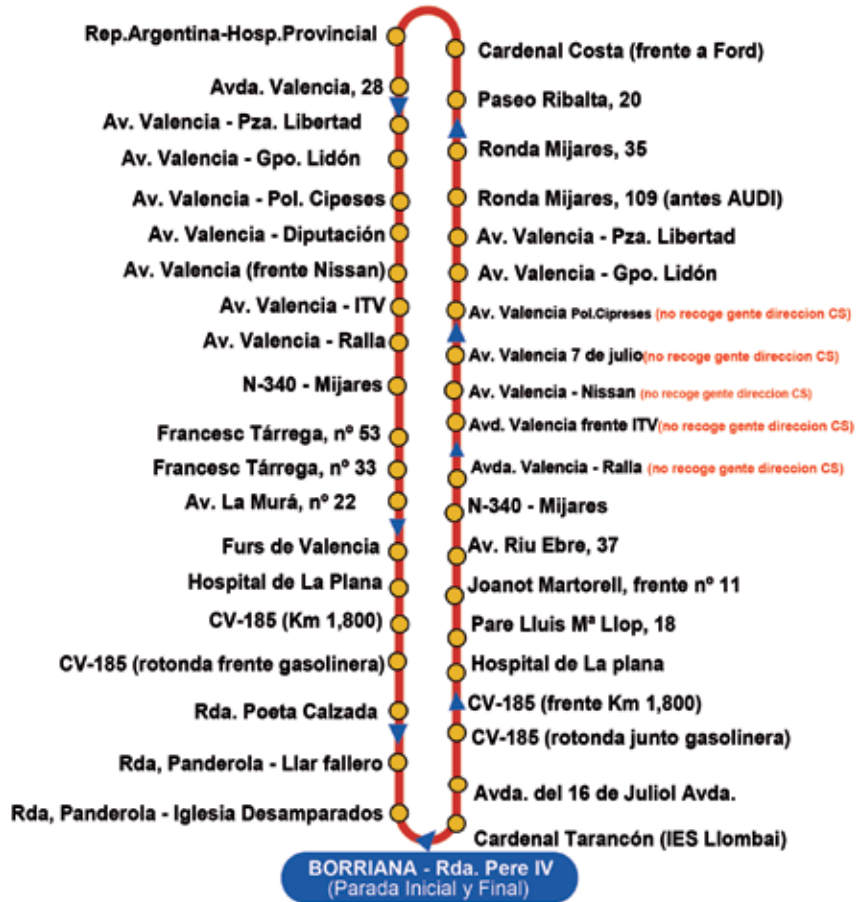 Rep.Argentina-Hosp.Provincial
Avda. Valencia, 28
Av. Valencia - Pza. Libertad
Av. Valencia - Gpo. Lidón
Av. Valencia - Pol. Cipeses
Av. Valencia - Diputación
Av. Valencia (frente Nissan)
Av. Valencia - ITV
Av. Valencia - Ralla
N-340 - Mijares
Francesc Tárrega, nº 53
Francesc Tárrega, nº 33
Av. La Murá, nº 22
Furs de Valencia
Hospital de La Plana
CV-185 (Km 1,800)
CV-185 (rotonda frente gasolinera)
Rda. Poeta Calzada
Rda, Panderola - Llar fallero
Rda, Panderola - Iglesia Desamparados
Cardenal Costa (frente a Ford)
Paseo Ribalta, 20
Ronda Mijares, 35
Ronda Mijares, 109 (antes AUDI)
Av. Valencia - Pza. Libertad
Av. Valencia - Gpo. Lidón
Av. Valencia Pol.Cipreses (no recoge gente direccion CS)
Av. Valencia 7 de julio(no recoge gente direccion CS)
Av. Valencia - Nissan (no recoge gente direccion CS)
Avd. Valencia frente ITV(no recoge gente direccion CS)
Avda. Valencia - Ralla (no recoge gente direccion CS)
N-340 - Mijares
Av. Riu Ebre, 37
Joanot Martorell, frente nº 11
Pare Lluis Mª Llop, 18
Hospital de La plana
CV-185 (frente Km 1,800)
CV-185 (rotonda junto gasolinera)
Avda. del 16 de Juliol Avda.
Cardenal Tarancón (IES Llombai)
BORRIANA - Rda. Pere IV
(Parada Inicial y Final)